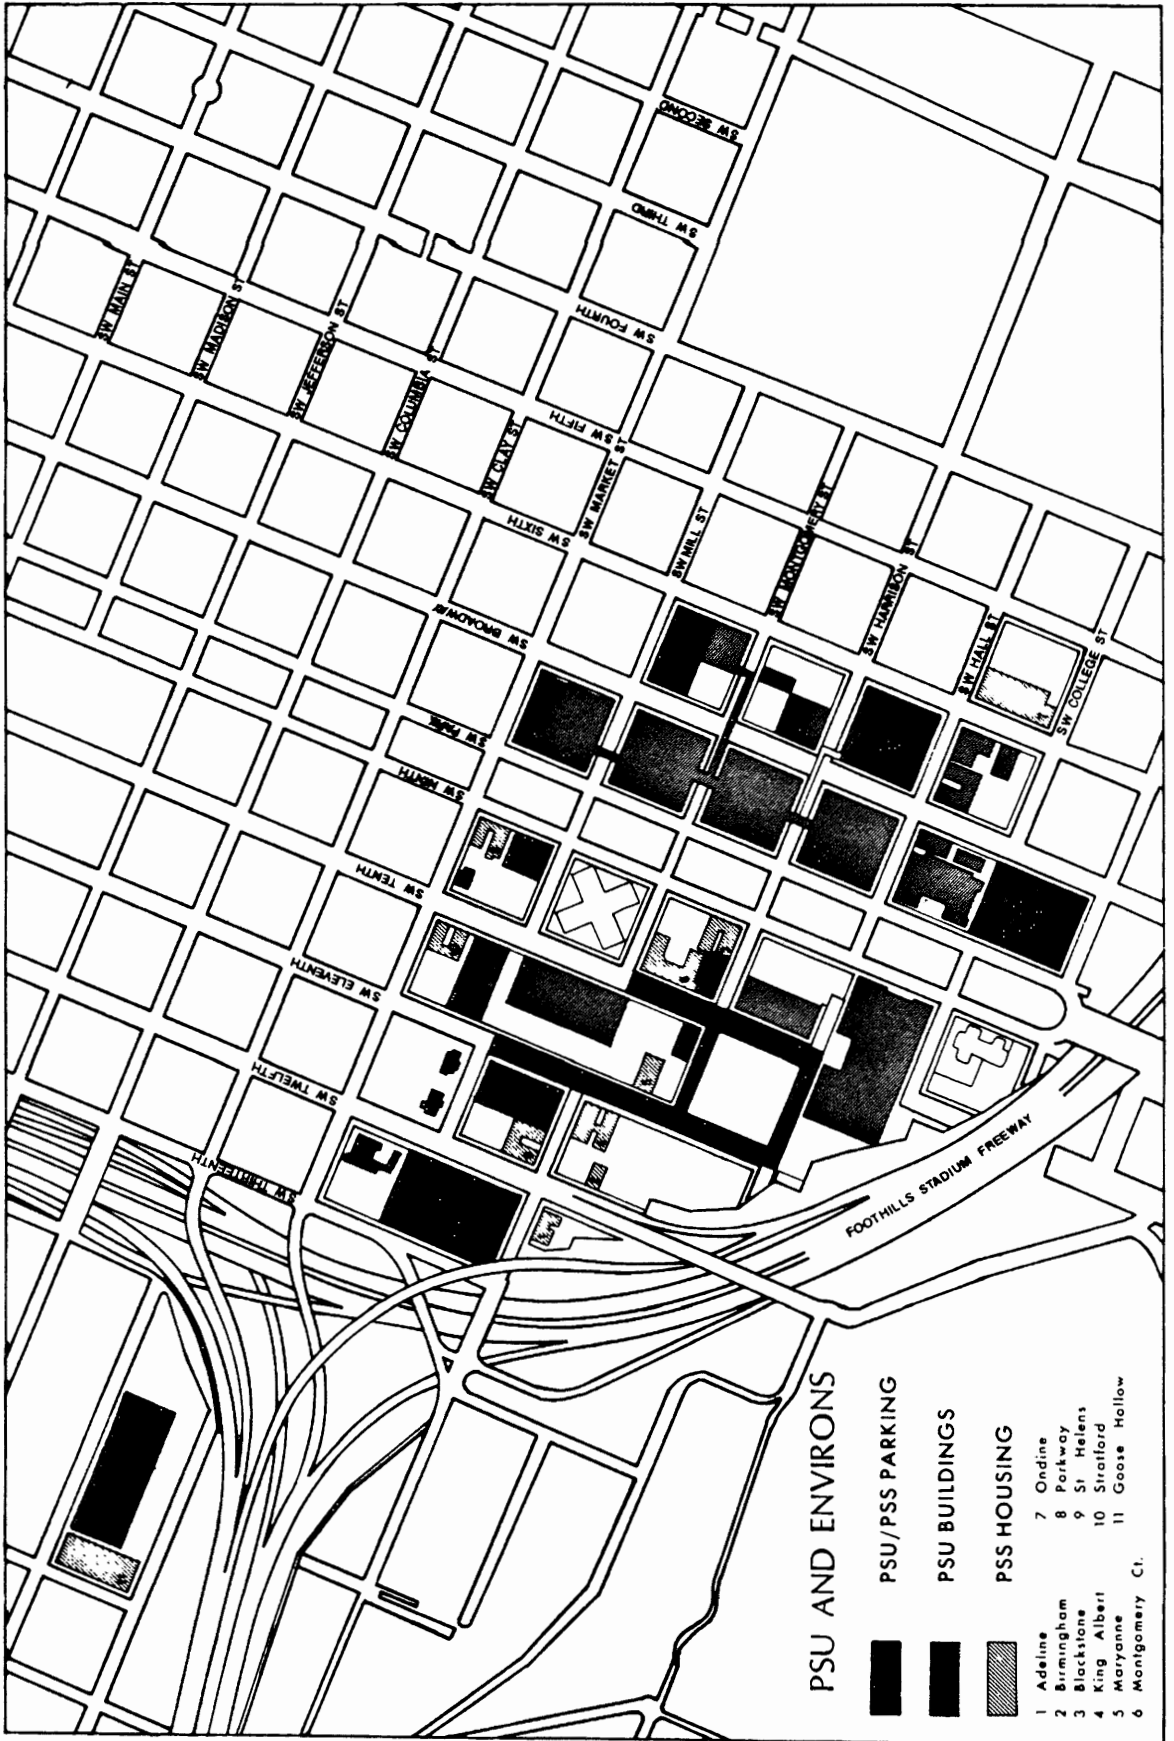 SW SECOND
SW THIRD
SW FOURTH
SW FIFTH
SW SIXTH
SW BROADWAY
SW PARK
SW NINTH
SW TENTH
SW ELEVENTH
SW TWELFTH
SW THIRTEENTH
SW MAIN ST
SW MADISON ST
SW JEFFERSON ST
SW COLUMBIA ST
SW CLAY ST
SW MARKET ST
SW MILL ST
SW MONTGOMERY ST
SW HARRISON ST
SW HALL ST
SW COLLEGE ST
FOOTHILLS STADIUM FREEWAY
PSU AND ENVIRONS
PSU/PSS PARKING
PSU BUILDINGS
PSS HOUSING
1 Adeline
2 Birmingham
3 Blackstone
4 King Albert
5 Maryanne
6 Montgomery Ct.
7 Ondine
8 Parkway
9 St Helens
10 Stratford
11 Goose Hollow